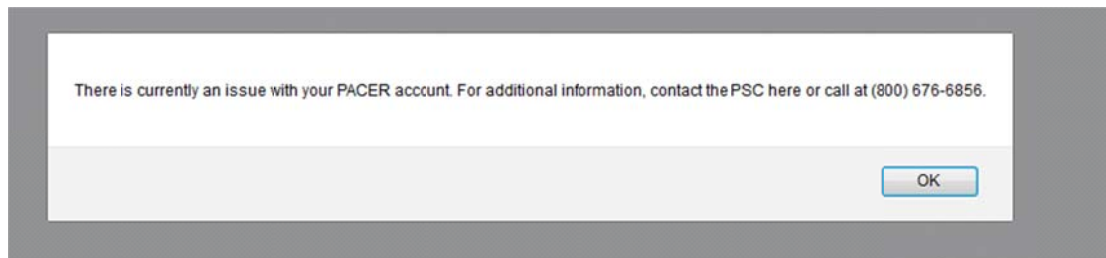 There is currently an issue with your PACER account. For additional information, contact the PSC here or call at (800) 676-6856.
OK